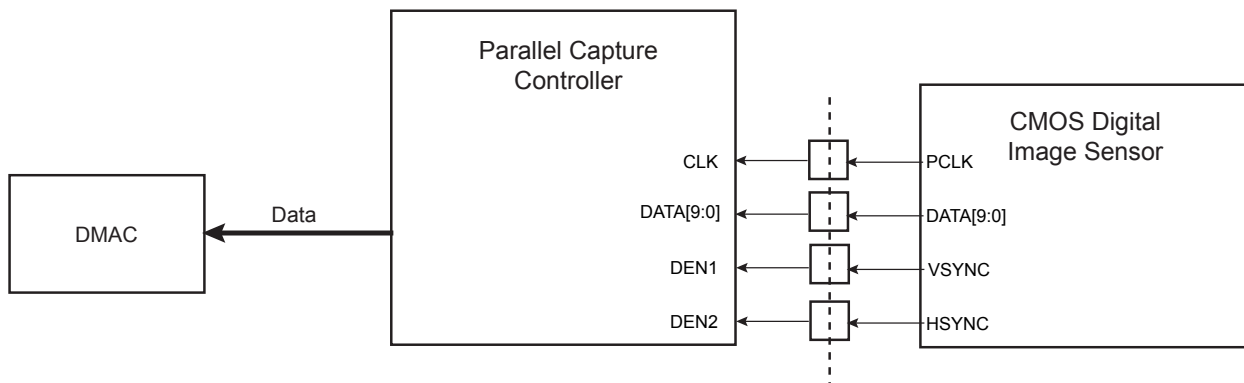 Parallel Capture
Controller
CMOS Digital
Image Sensor
CLK
PCLK
DATA[9:0]
DATA[9:0]
Data
DMAC
DEN1
VSYNC
DEN2
HSYNC